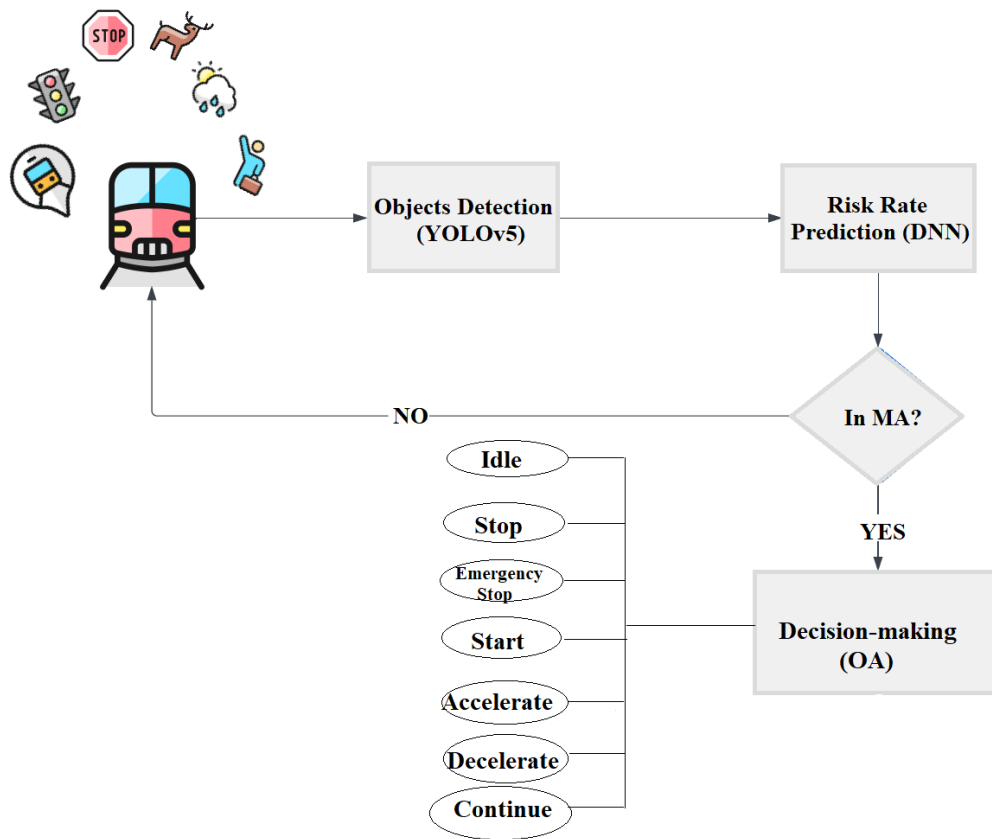 STOP
Objects Detection
(YOLOv5)
Risk Rate
Prediction (DNN)
In MA?
NO
YES
Idle
Stop
Emergency
Stop
Start
Accelerate
Decelerate
Continue
Decision-making
(OA)